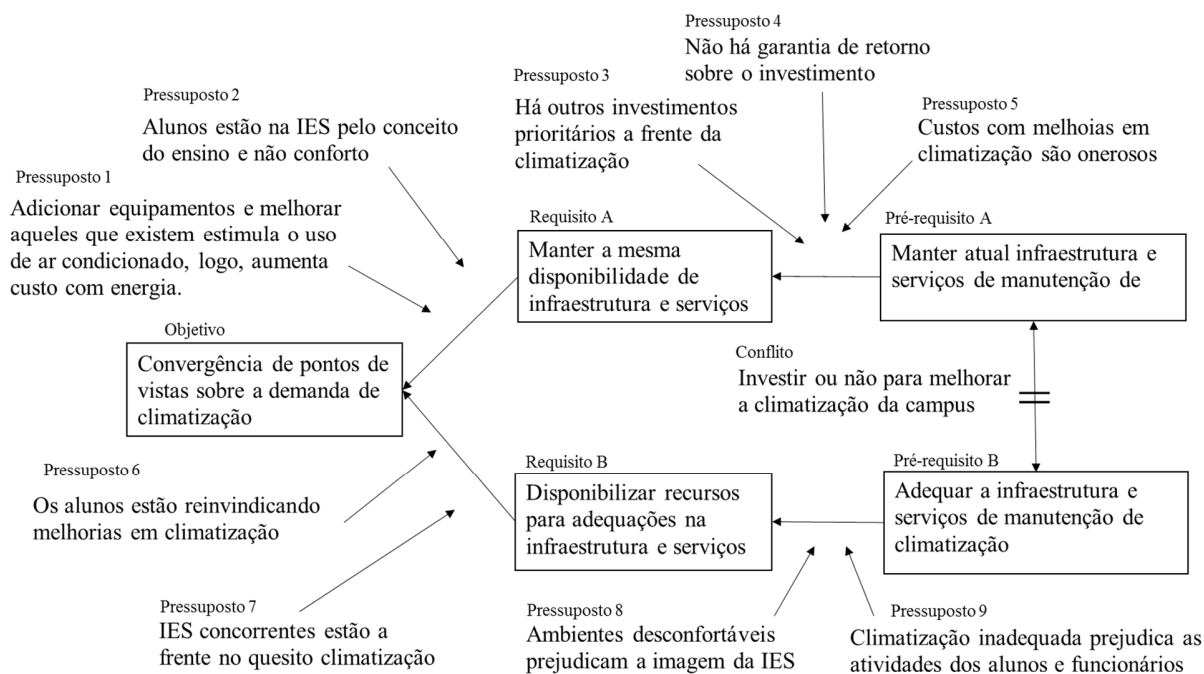 Pressuposto 4
Não há garantia de retorno
sobre o investimento
Pressuposto 3
Há outros investimentos
prioritários a frente da
climatização
Pressuposto 5
Custos com melhoias em
climatização são onerosos
Pressuposto 2
Alunos estão na IES pelo conceito
do ensino e não conforto
Pressuposto 1
Adicionar equipamentos e melhorar
aqueles que existem estimula o uso
de ar condicionado, logo, aumenta
custo com energia.
Requisito A
Manter a mesma
disponibilidade de
infraestrutura e serviços
Pré-requisito A
Manter atual infraestrutura e
serviços de manutenção de
Objetivo
Convergência de pontos de
vistas sobre a demanda de
climatização
Conflito
Investir ou não para melhorar
a climatização da campus
Pressuposto 6
Os alunos estão reinvindicando
melhorias em climatização
Requisito B
Disponibilizar recursos
para adequações na
infraestrutura e serviços
Pré-requisito B
Adequar a infraestrutura e
serviços de manutenção de
climatização
Pressuposto 7
IES concorrentes estão a
frente no quesito climatização
Pressuposto 8
Ambientes desconfortáveis
prejudicam a imagem da IES
Pressuposto 9
Climatização inadequada prejudica as
atividades dos alunos e funcionários